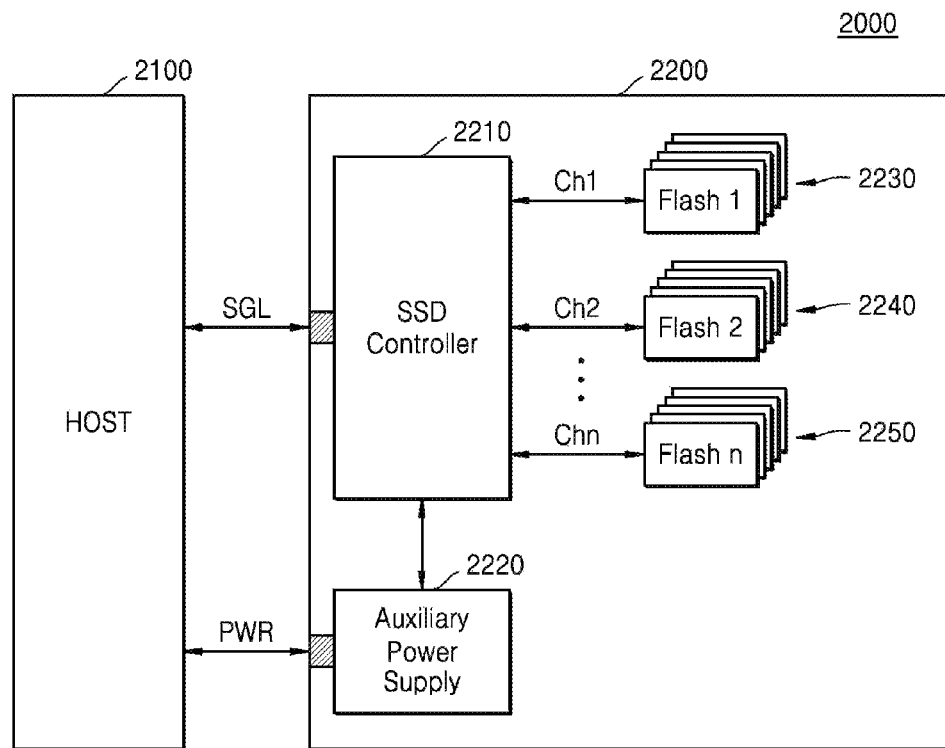 2000
2100
2200
2210
Ch1
Flash 1
2230
SGL
SSD
Controller
Ch2
Flash 2
2240
HOST
Chn
Flash n
2250
2220
PWR
Auxiliary
Power
Supply